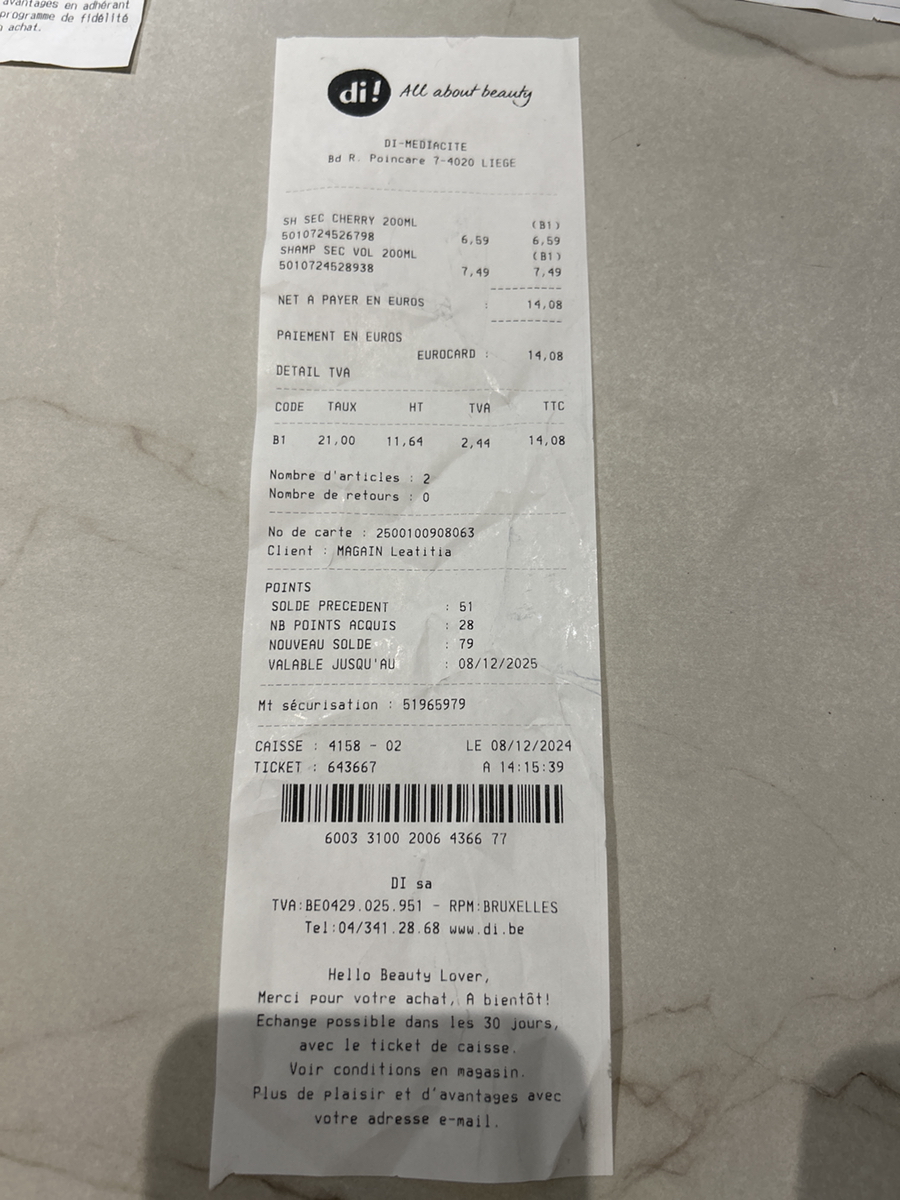 avantages en adhérant
programme de fidélité
achat.
di! All about beauty
DI-MEDIACITE
Bd R. Poincare 7-4020 LIEGE
SH SEC CHERRY 200ML (B1)
5010724526798 6,59 6,59
SHAMP SEC VOL 200ML (B1)
5010724528938 7,49 7,49
NET A PAYER EN EUROS : 14,08
PAIEMENT EN EUROS
EUROCARD : 14,08
DETAIL TVA
CODE TAUX HT TVA TTC
B1 21,00 11,64 2,44 14,08
Nombre d'articles : 2
Nombre de retours : 0
No de carte : 2500100908063
Client : MAGAIN Leatitia
POINTS
SOLDE PRECEDENT : 51
NB POINTS ACQUIS : 28
NOUVEAU SOLDE : 79
VALABLE JUSQU'AU : 08/12/2025
Mt sécurisation : 51965979
CAISSE : 4158 - 02 LE 08/12/2024
TICKET : 643667 A 14:15:39
6003 3100 2006 4366 77
DI sa
TVA:BE0429.025.951 - RPM:BRUXELLES
Tel:04/341.28.68 www.di.be
Hello Beauty Lover,
Merci pour votre achat, A bientôt!
Echange possible dans les 30 jours,
avec le ticket de caisse.
Voir conditions en magasin.
Plus de plaisir et d'avantages avec
votre adresse e-mail.